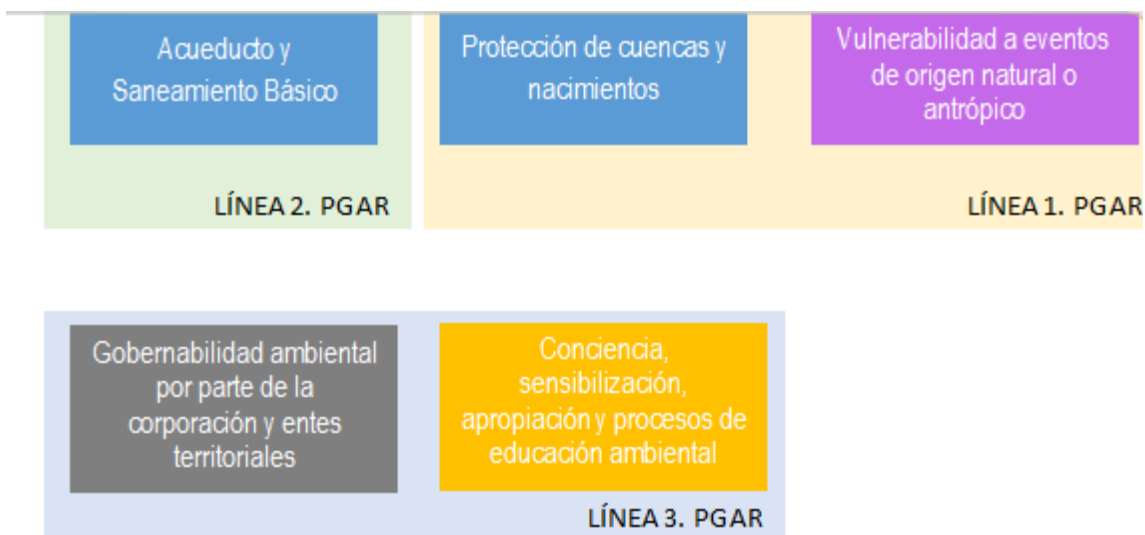 Acueducto y
Saneamiento Básico
Protección de cuencas y
nacimientos
Vulnerabilidad a eventos
de origen natural o
antrópico
LÍNEA 2. PGAR
LÍNEA 1. PGAR
Gobernabilidad ambiental
por parte de la
corporación y entes
territoriales
Conciencia,
sensibilización,
apropiación y procesos de
educación ambiental
LÍNEA 3. PGAR